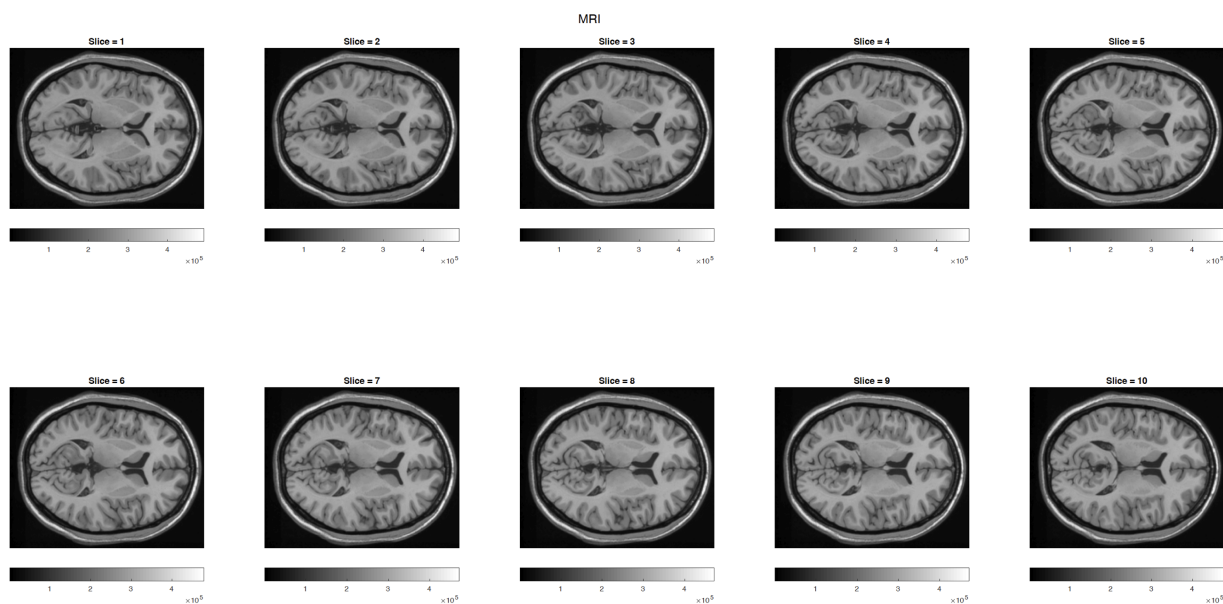 MRI
Slice = 1
Slice = 2
Slice = 3
Slice = 4
Slice = 5
1 2 3 4
×10⁵
1 2 3 4
×10⁵
1 2 3 4
×10⁵
1 2 3 4
×10⁵
1 2 3 4
×10⁵
Slice = 6
Slice = 7
Slice = 8
Slice = 9
Slice = 10
1 2 3 4
×10⁵
1 2 3 4
×10⁵
1 2 3 4
×10⁵
1 2 3 4
×10⁵
1 2 3 4
×10⁵